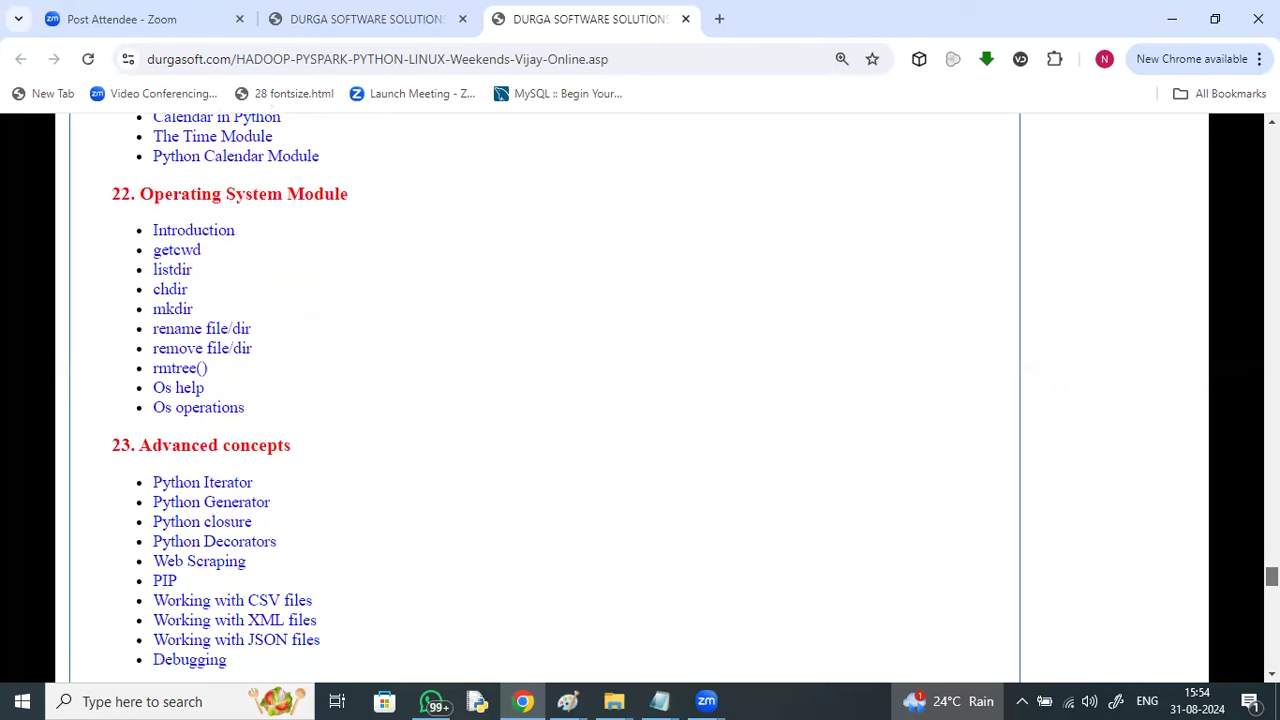 Post Attendee - Zoom
DURGA SOFTWARE SOLUTIONS
DURGA SOFTWARE SOLUTIONS
durgasoft.com/HADOOP-PYSPARK-PYTHON-LINUX-Weekends-Vijay-Online.asp
N
New Chrome available
New Tab
Video Conferencing...
28 fontsize.html
Launch Meeting - Z...
MySQL :: Begin Your...
All Bookmarks
Calendar in Python
The Time Module
Python Calendar Module
22. Operating System Module
Introduction
getcwd
listdir
chdir
mkdir
rename file/dir
remove file/dir
rmtree()
Os help
Os operations
23. Advanced concepts
Python Iterator
Python Generator
Python closure
Python Decorators
Web Scraping
PIP
Working with CSV files
Working with XML files
Working with JSON files
Debugging
Type here to search
99+
zm
24°C Rain
ENG
15:54
31-08-2024